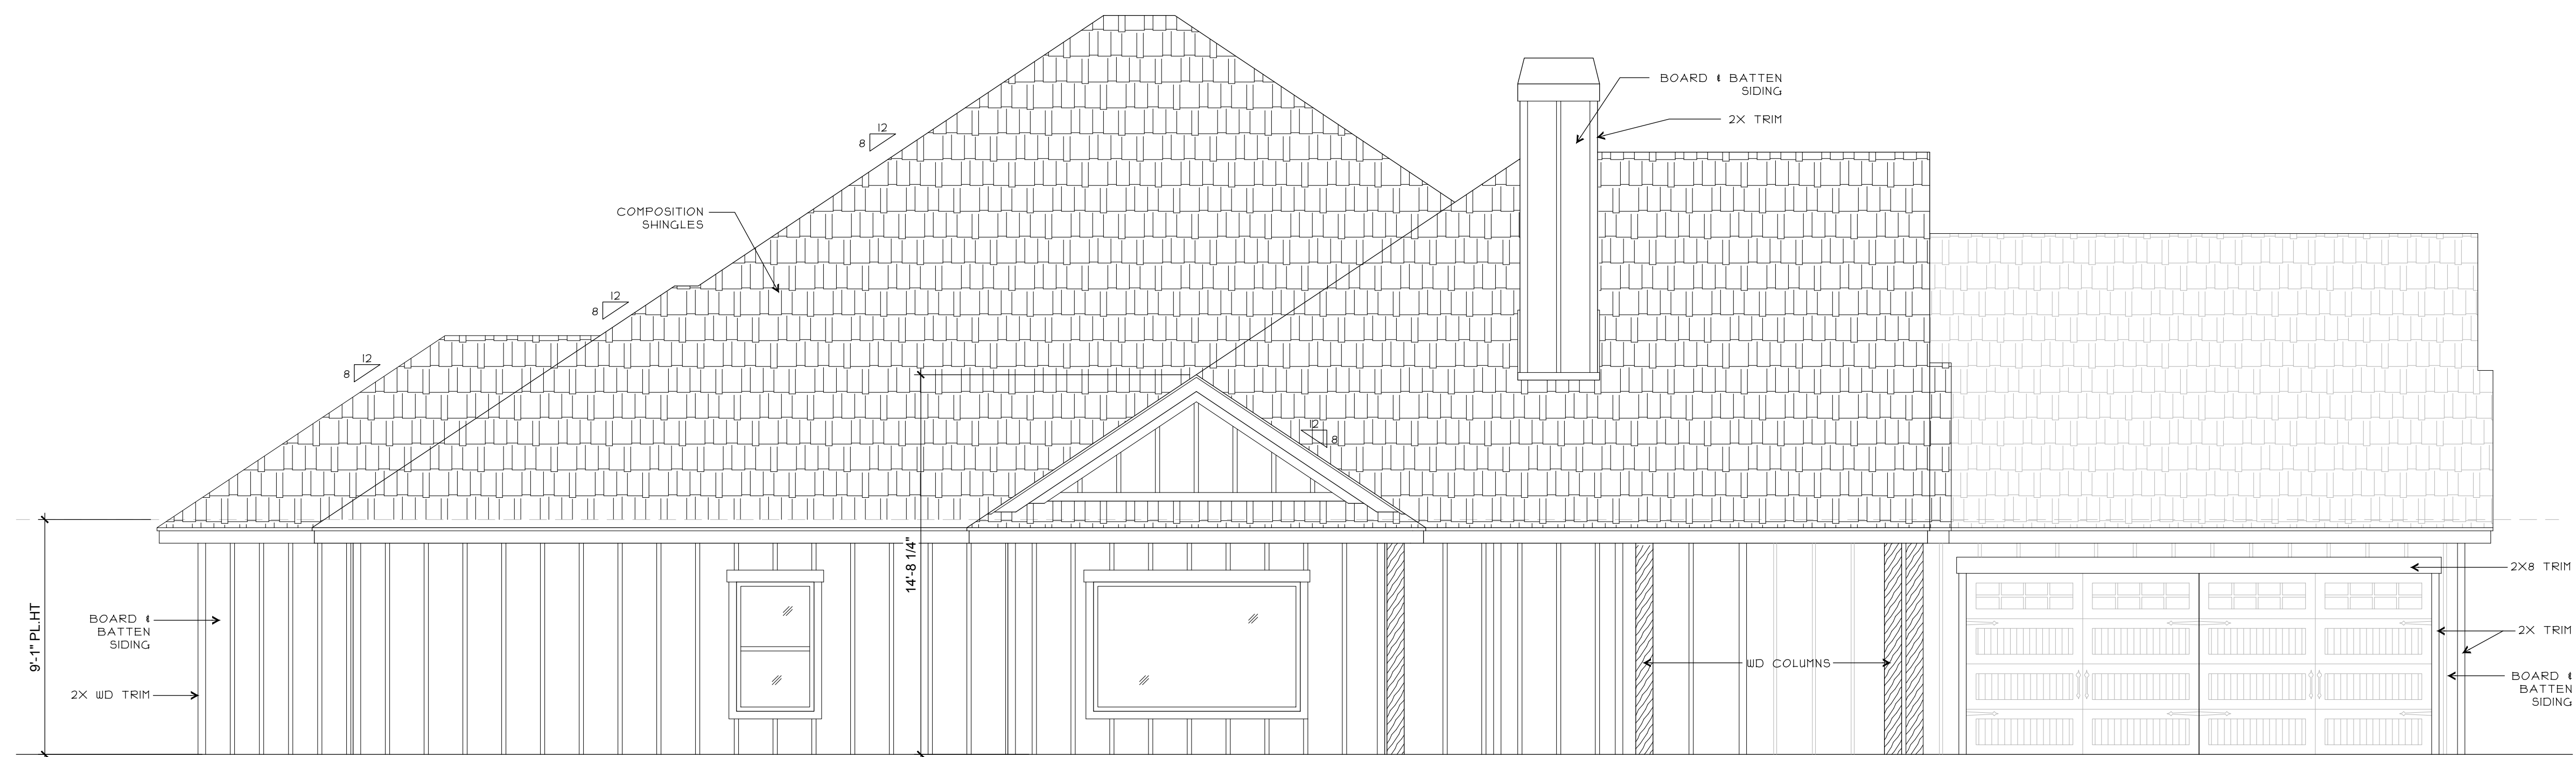 BOARD & BATTEN
SIDING
2X TRIM
12
8
COMPOSITION
SHINGLES
12
8
12
8
12
8
14'-8 1/4"
9'-1" PL.HT
BOARD &
BATTEN
SIDING
2X WD TRIM
WD COLUMNS
2X8 TRIM
2X TRIM
BOARD &
BATTEN
SIDING